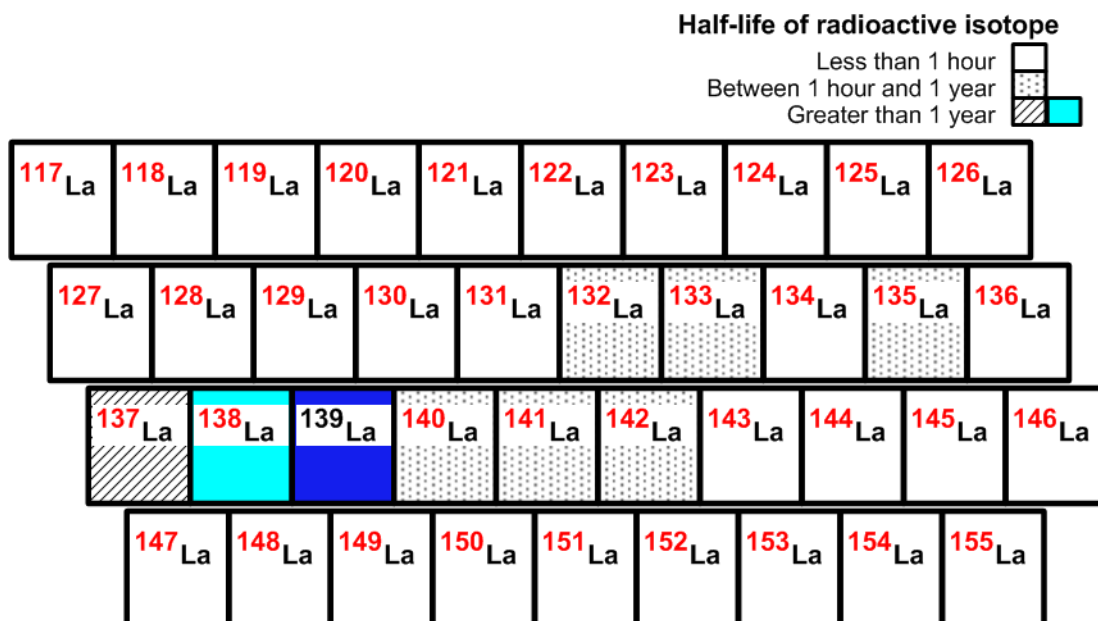 Half-life of radioactive isotope
Less than 1 hour
Between 1 hour and 1 year
Greater than 1 year
117La 118La 119La 120La 121La 122La 123La 124La 125La 126La
127La 128La 129La 130La 131La 132La 133La 134La 135La 136La
137La 138La 139La 140La 141La 142La 143La 144La 145La 146La
147La 148La 149La 150La 151La 152La 153La 154La 155La